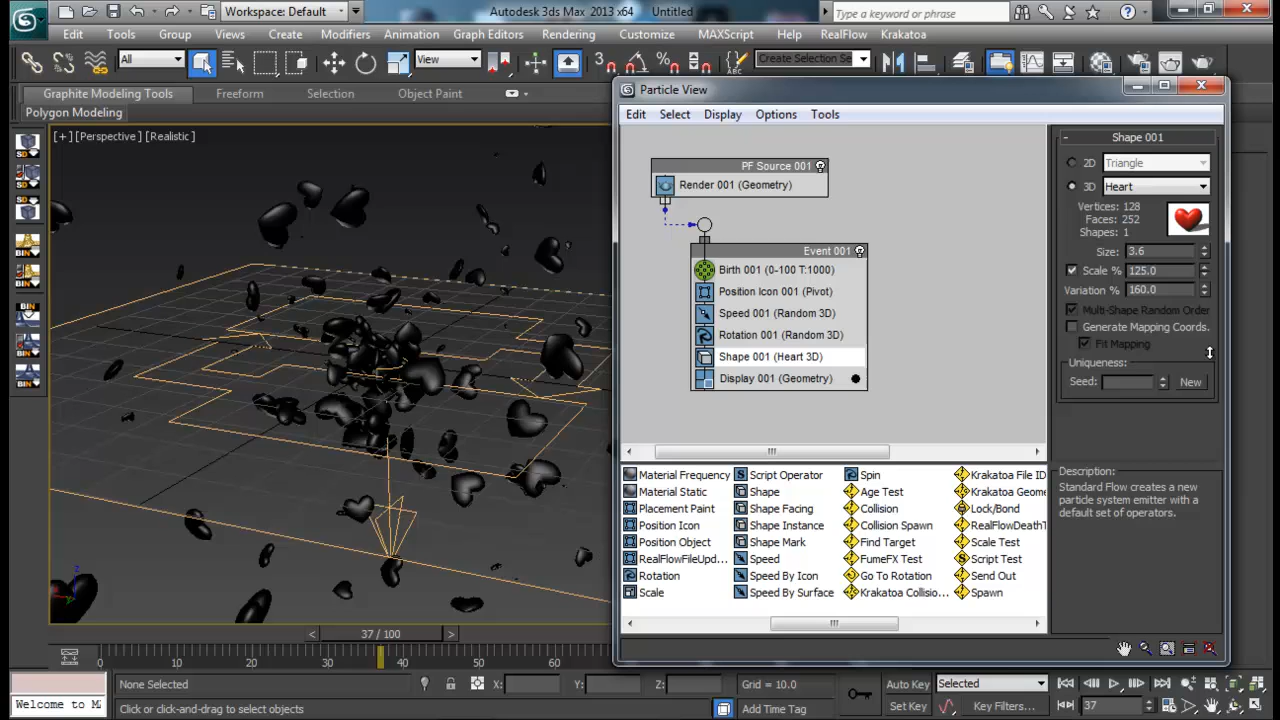 Workspace: Default
Autodesk 3ds Max 2013 x64 Untitled
Type a keyword or phrase
Edit Tools Group Views Create Modifiers Animation Graph Editors Rendering Customize MAXScript Help RealFlow Krakatoa
All
View
3
Create Selection Se
Graphite Modeling Tools Freeform Selection Object Paint
Polygon Modeling
[+][Perspective][Realistic]
SD
SD
SD
BIN
BIN
BIN
Particle View
Edit Select Display Options Tools
PF Source 001
Render 001 (Geometry)
Event 001
Birth 001 (0-100 T:1000)
Position Icon 001 (Pivot)
Speed 001 (Random 3D)
Rotation 001 (Random 3D)
Shape 001 (Heart 3D)
Display 001 (Geometry)
Shape 001
2D Triangle
3D Heart
Vertices: 128
Faces: 252
Shapes: 1
Size: 3.6
Scale % 125.0
Variation % 160.0
Multi-Shape Random Order
Generate Mapping Coords.
Fit Mapping
Uniqueness:
Seed: New
Material Frequency Script Operator Spin Krakatoa File ID
Material Static Shape Age Test Krakatoa Geome
Placement Paint Shape Facing Collision Lock/Bond
Position Icon Shape Instance Collision Spawn RealFlowDeathT
Position Object Shape Mark Find Target Scale Test
RealFlowFileUpd... Speed FumeFX Test Script Test
Rotation Speed By Icon Go To Rotation Send Out
Scale Speed By Surface Krakatoa Collisio... Spawn
Description:
Standard Flow creates a new
particle system emitter with a
default set of operators.
z
< 37 / 100 >
0 10 20 30 40 50 60
None Selected X: Y: Z: Grid = 10.0 Auto Key Selected
Welcome to M
Click or click-and-drag to select objects Add Time Tag Set Key Key Filters... 37